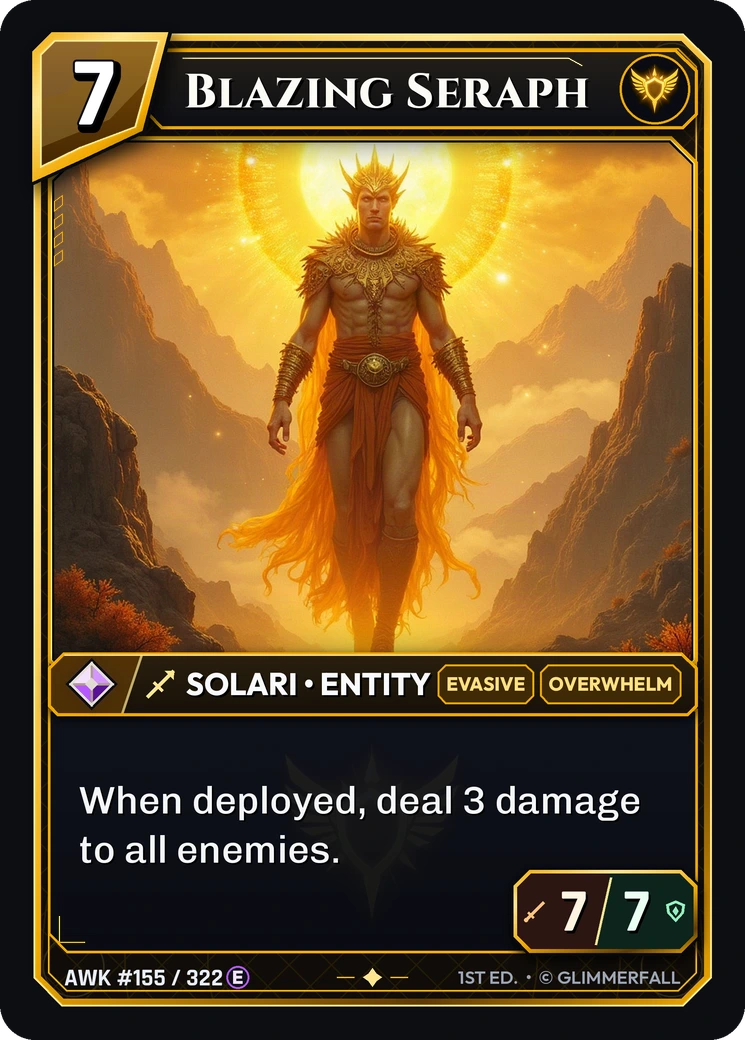 7
BLAZING SERAPH
SOLARI • ENTITY EVASIVE OVERWHELM
When deployed, deal 3 damage
to all enemies.
7 / 7
AWK #155 / 322 E 1ST ED. • © GLIMMERFALL